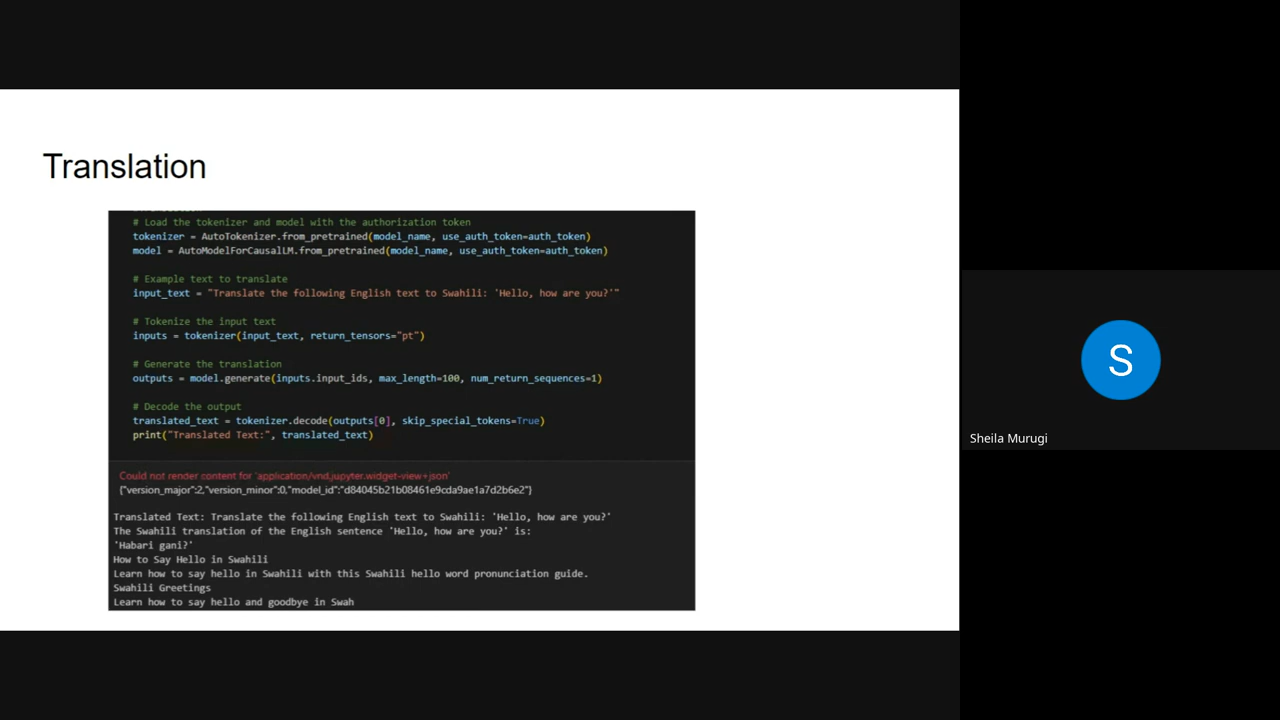 Translation
# Load the tokenizer and model with the authorization token
tokenizer = AutoTokenizer.from_pretrained(model_name, use_auth_token=auth_token)
model = AutoModelForCausalLM.from_pretrained(model_name, use_auth_token=auth_token)
# Example text to translate
input_text = "Translate the following English text to Swahili: 'Hello, how are you?'"
# Tokenize the input text
inputs = tokenizer(input_text, return_tensors="pt")
# Generate the translation
outputs = model.generate(inputs.input_ids, max_length=100, num_return_sequences=1)
# Decode the output
translated_text = tokenizer.decode(outputs[0], skip_special_tokens=True)
print("Translated Text:", translated_text)
Could not render content for 'application/vnd.jupyter.widget-view+json'
{"version_major":2,"version_minor":0,"model_id":"d84045b21b08461e9cda9ae1a7d2b6e2"}
Translated Text: Translate the following English text to Swahili: 'Hello, how are you?'
The Swahili translation of the English sentence 'Hello, how are you?' is:
'Habari gani?'
How to Say Hello in Swahili
Learn how to say hello in Swahili with this Swahili hello word pronunciation guide.
Swahili Greetings
Learn how to say hello and goodbye in Swah
S
Sheila Murugi